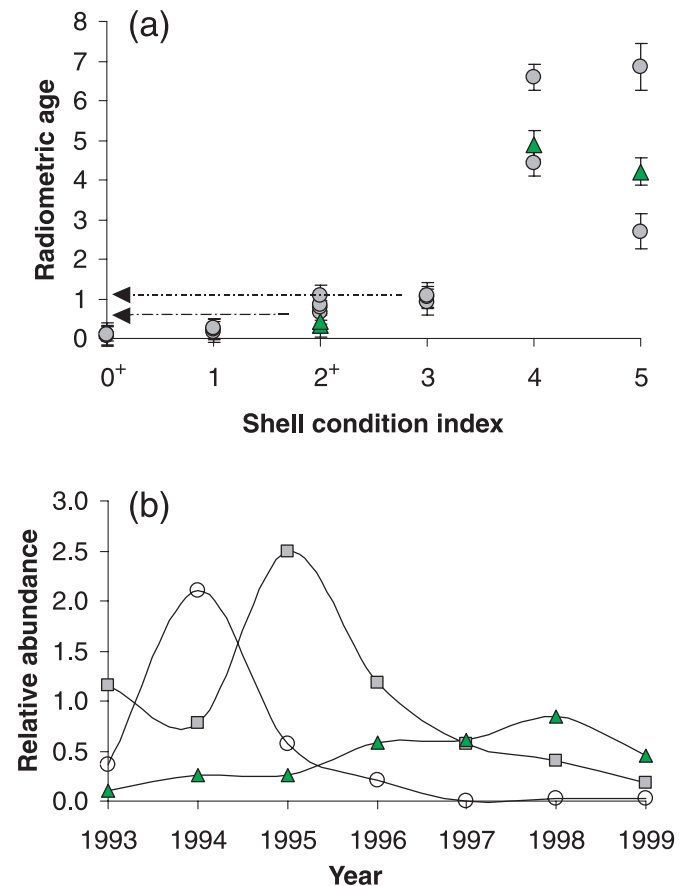 (a)
Radiometric age
8
7
6
5
4
3
2
1
0
0⁺ 1 2⁺ 3 4 5
Shell condition index
(b)
Relative abundance
3.0
2.5
2.0
1.5
1.0
0.5
0.0
1993 1994 1995 1996 1997 1998 1999
Year